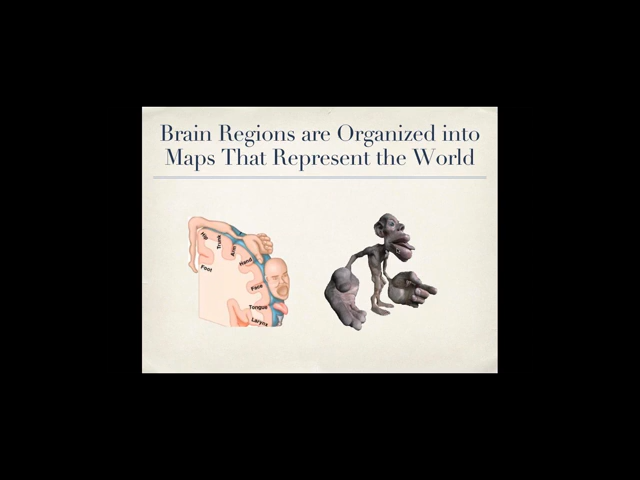 Brain Regions are Organized into
Maps That Represent the World
Hip
Trunk
Arm
Hand
Foot
Face
Tongue
Larynx